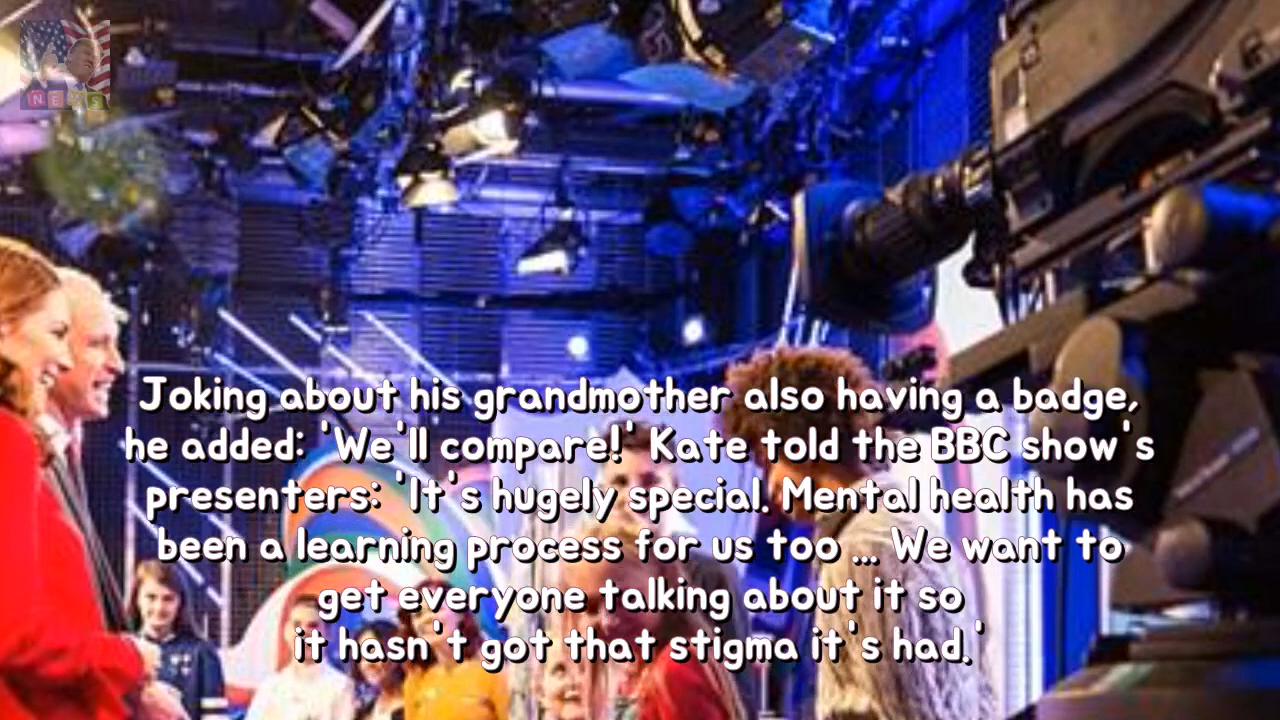 NEWS
Joking about his grandmother also having a badge,
he added: 'We'll compare!' Kate told the BBC show's
presenters: 'It's hugely special. Mental health has
been a learning process for us too ... We want to
get everyone talking about it so
it hasn't got that stigma it's had.'